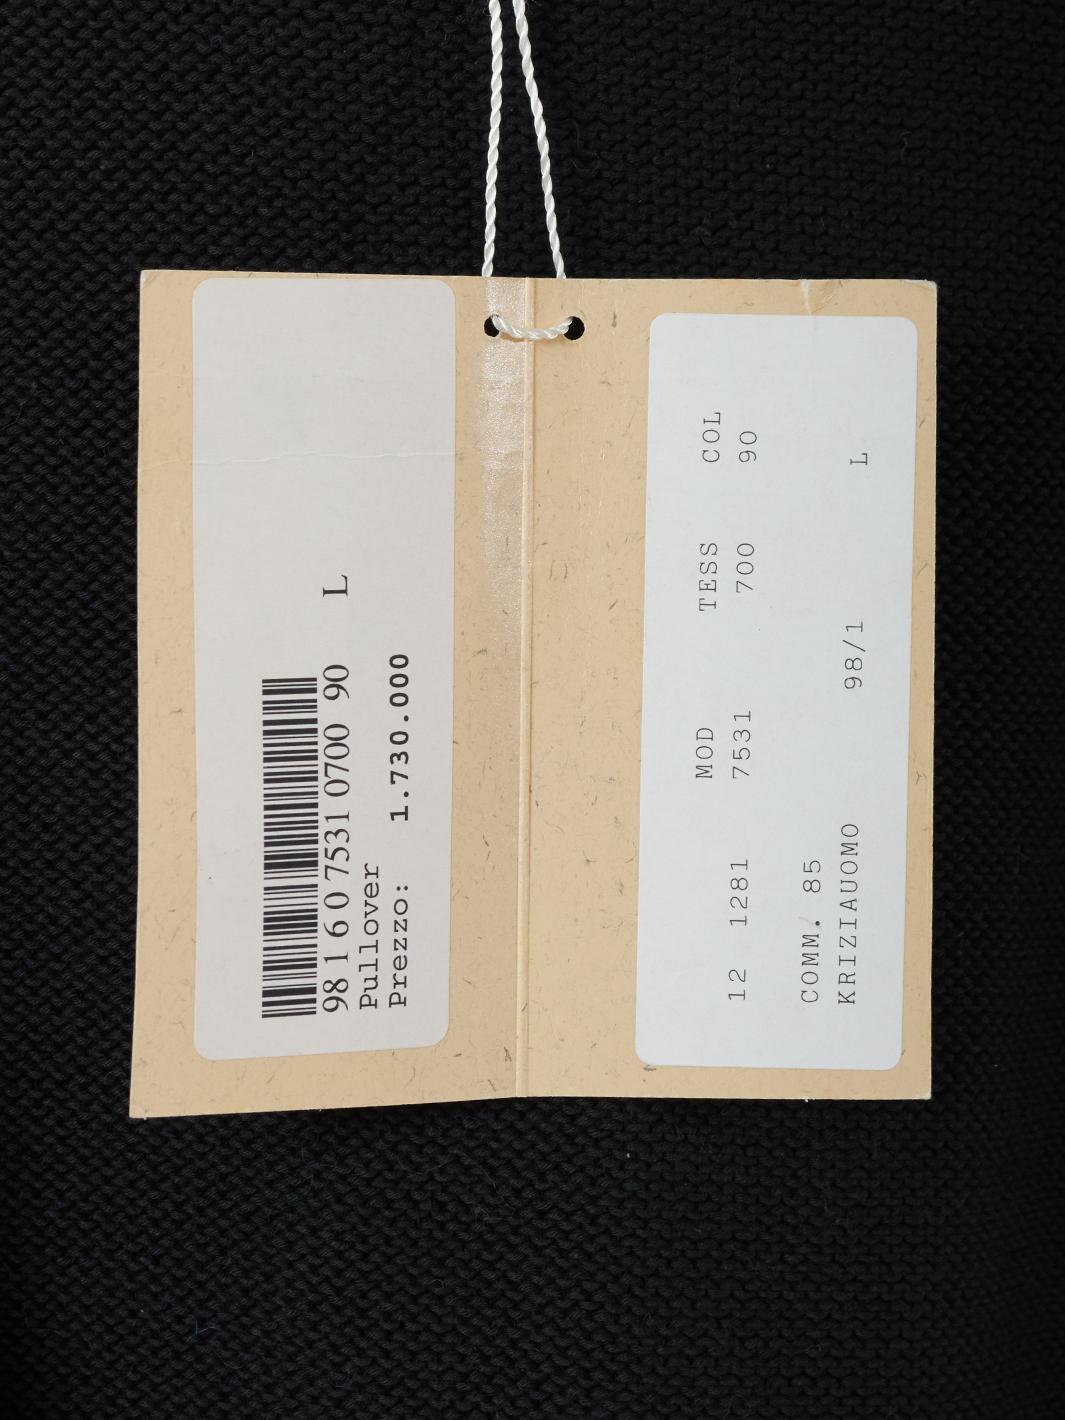 98 1 6 0 7531 0700 90 L
Pullover
Prezzo: 1.730.000
MOD TESS COL
12 1281 7531 700 90
COMM. 85
KRIZIAUOMO 98/1 L